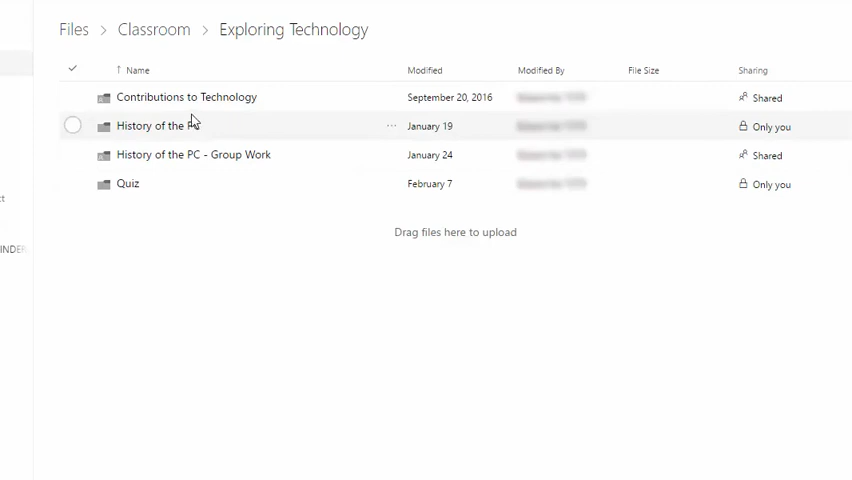 Files > Classroom > Exploring Technology
↑ Name Modified Modified By File Size Sharing
Contributions to Technology September 20, 2016 Shared
History of the January 19 Only you
History of the PC - Group Work January 24 Shared
Quiz February 7 Only you
Drag files here to upload
INDER